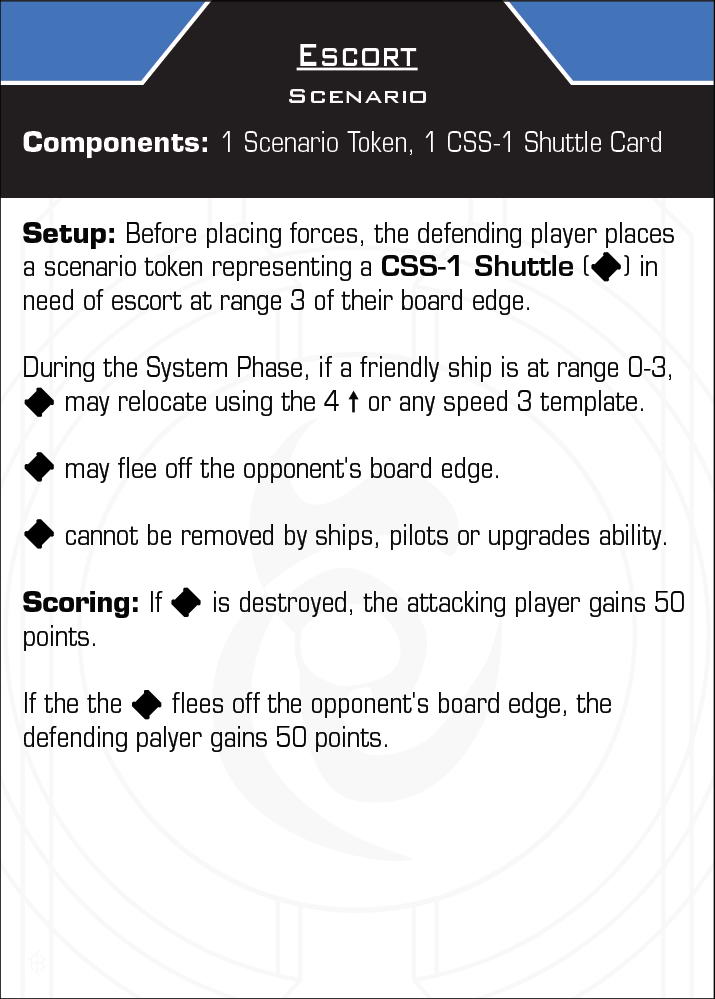 Escort
Scenario
Components: 1 Scenario Token, 1 CSS-1 Shuttle Card
Setup: Before placing forces, the defending player places
a scenario token representing a CSS-1 Shuttle (◆) in
need of escort at range 3 of their board edge.
During the System Phase, if a friendly ship is at range 0-3,
◆ may relocate using the 4 ↑ or any speed 3 template.
◆ may flee off the opponent's board edge.
◆ cannot be removed by ships, pilots or upgrades ability.
Scoring: If ◆ is destroyed, the attacking player gains 50
points.
If the the ◆ flees off the opponent's board edge, the
defending palyer gains 50 points.